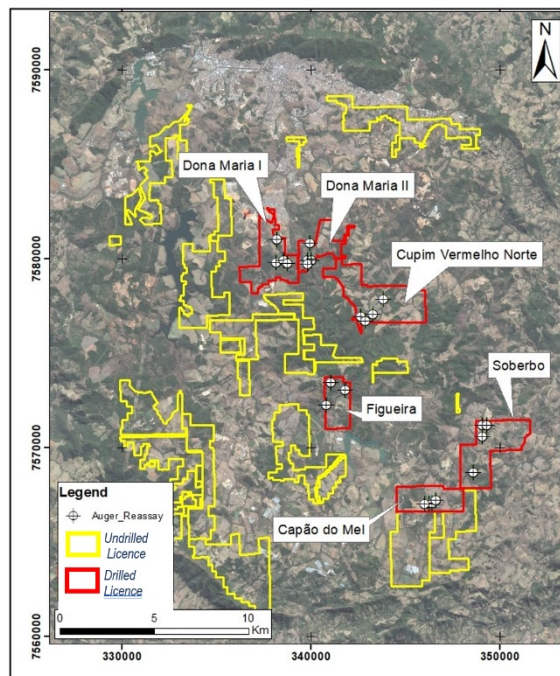 N
7590000
Dona Maria I
Dona Maria II
7580000
Cupim Vermelho Norte
Soberbo
Figueira
7570000
Capão do Mel
Legend
Auger_Reassay
Undrilled
Licence
Drilled
Licence
0 5 10
Km
7560000
330000 340000 350000